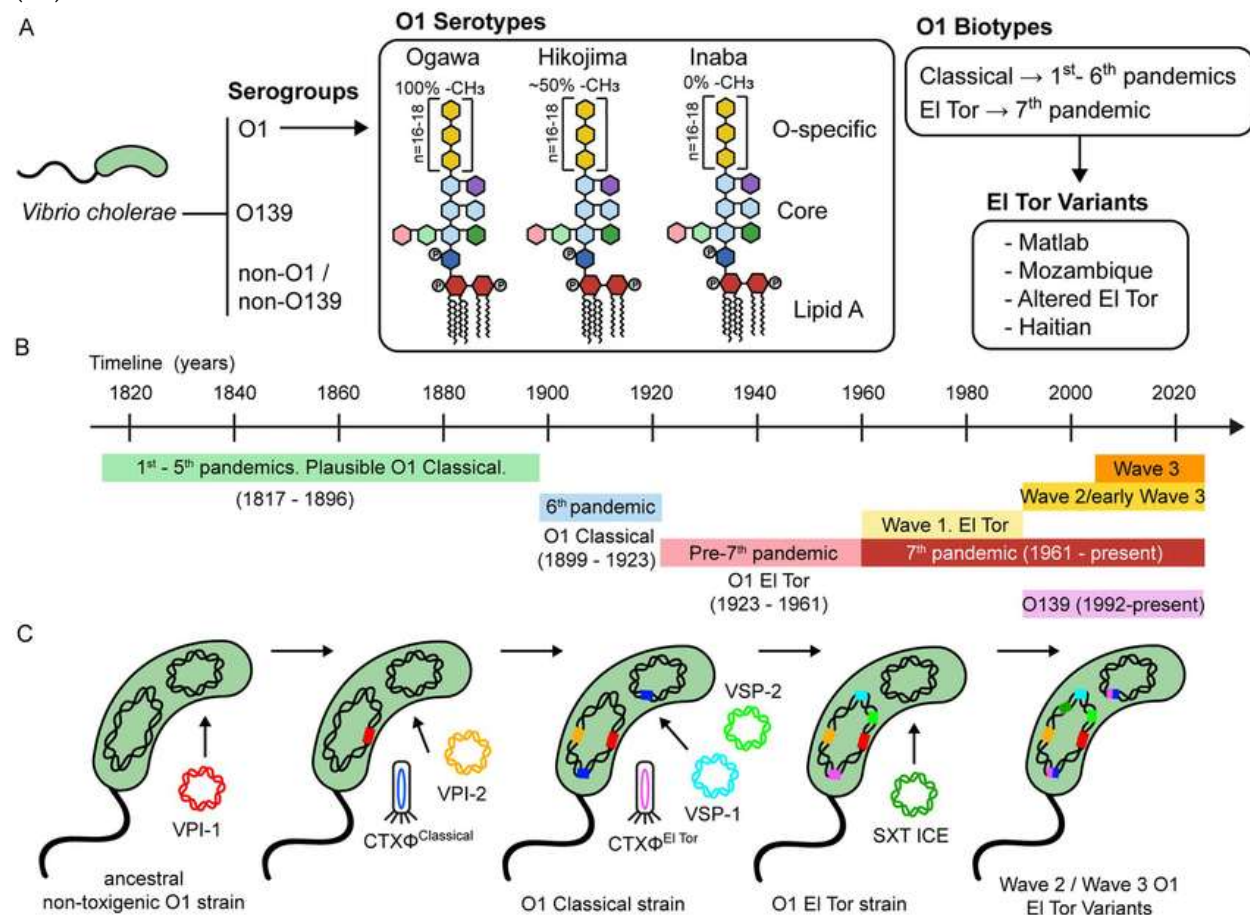 A
O1 Serotypes
O1 Biotypes
Ogawa
Hikojima
Inaba
100% -CH₃
~50% -CH₃
0% -CH₃
n=16-18
n=16-18
n=16-18
O-specific
Core
Lipid A
P
P
P
P
P
P
P
P
P
Serogroups
O1
O139
non-O1 /
non-O139
Vibrio cholerae
Classical → 1st- 6th pandemics
El Tor → 7th pandemic
El Tor Variants
- Matlab
- Mozambique
- Altered El Tor
- Haitian
B
Timeline (years)
1820 1840 1860 1880 1900 1920 1940 1960 1980 2000 2020
1st - 5th pandemics. Plausible O1 Classical.
(1817 - 1896)
6th pandemic
O1 Classical
(1899 - 1923)
Pre-7th pandemic
O1 El Tor
(1923 - 1961)
Wave 3
Wave 2/early Wave 3
Wave 1. El Tor
7th pandemic (1961 - present)
O139 (1992-present)
C
VPI-1
ancestral
non-toxigenic O1 strain
VPI-2
CTXΦClassical
O1 Classical strain
VSP-2
VSP-1
CTXΦEl Tor
O1 El Tor strain
SXT ICE
Wave 2 / Wave 3 O1
El Tor Variants